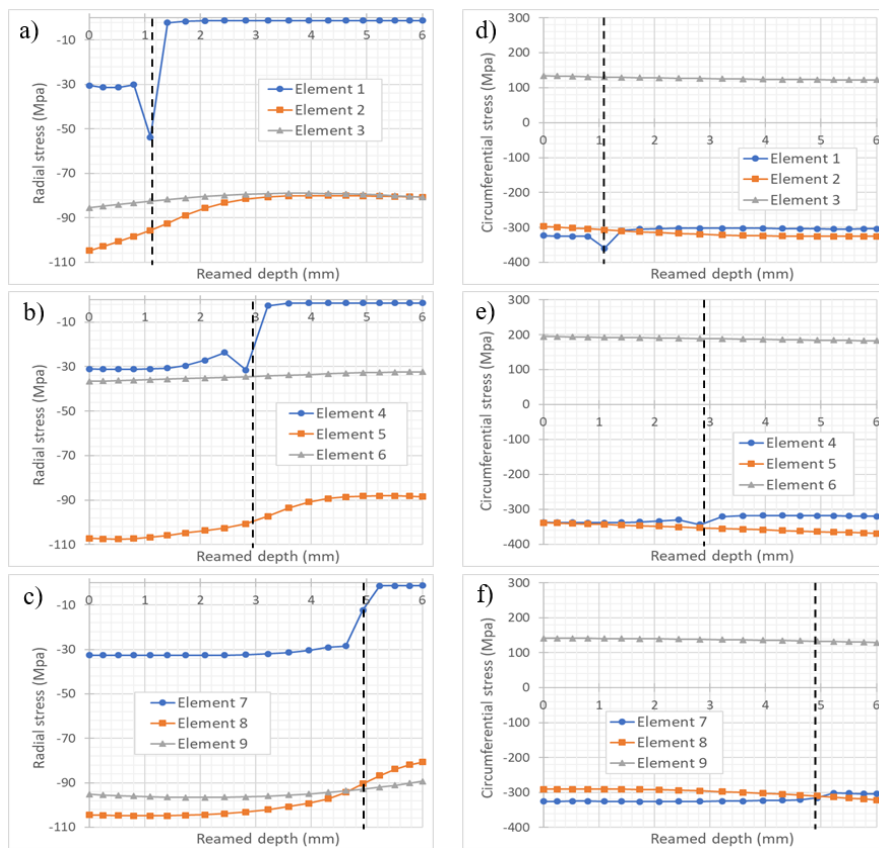 a)
-10
-30
-50
-70
-90
-110
0 1 2 3 4 5 6
Radial stress (Mpa)
Element 1
Element 2
Element 3
Reamed depth (mm)
d)
300
200
100
0
-100
-200
-300
-400
0 1 2 3 4 5 6
Circumferential stress (MPa)
Element 1
Element 2
Element 3
Reamed depth (mm)
b)
-10
-30
-50
-70
-90
-110
0 1 2 3 4 5 6
Radial stress (Mpa)
Element 4
Element 5
Element 6
Reamed depth (mm)
e)
300
200
100
0
-100
-200
-300
-400
0 1 2 3 4 5 6
Circumferential stress (MPa)
Element 4
Element 5
Element 6
Reamed depth (mm)
c)
-10
-30
-50
-70
-90
-110
0 1 2 3 4 5 6
Radial stress (Mpa)
Element 7
Element 8
Element 9
Reamed depth (mm)
f)
300
200
100
0
-100
-200
-300
-400
0 1 2 3 4 5 6
Circumferential stress (MPa)
Element 7
Element 8
Element 9
Reamed depth (mm)